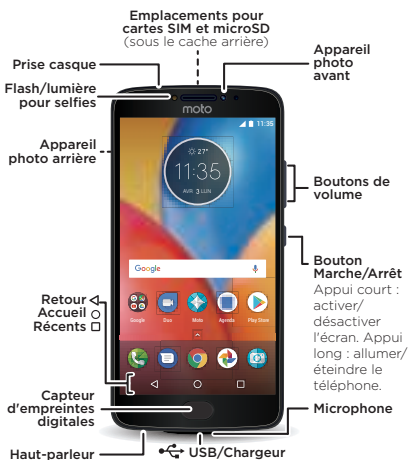 Emplacements pour
cartes SIM et microSD
(sous le cache arrière)
Prise casque
Appareil
photo
avant
Flash/lumière
pour selfies
moto
11:35
Appareil
photo arrière
27°
11:35
AVR 3 LUN
Boutons de
volume
Google
Bouton
Marche/Arrêt
Appui court :
activer/
désactiver
l'écran. Appui
long : allumer/
éteindre le
téléphone.
Google Duo Moto Agenda Play Store
Retour
Accueil
Récents
Capteur
d'empreintes
digitales
Microphone
Haut-parleur
USB/Chargeur